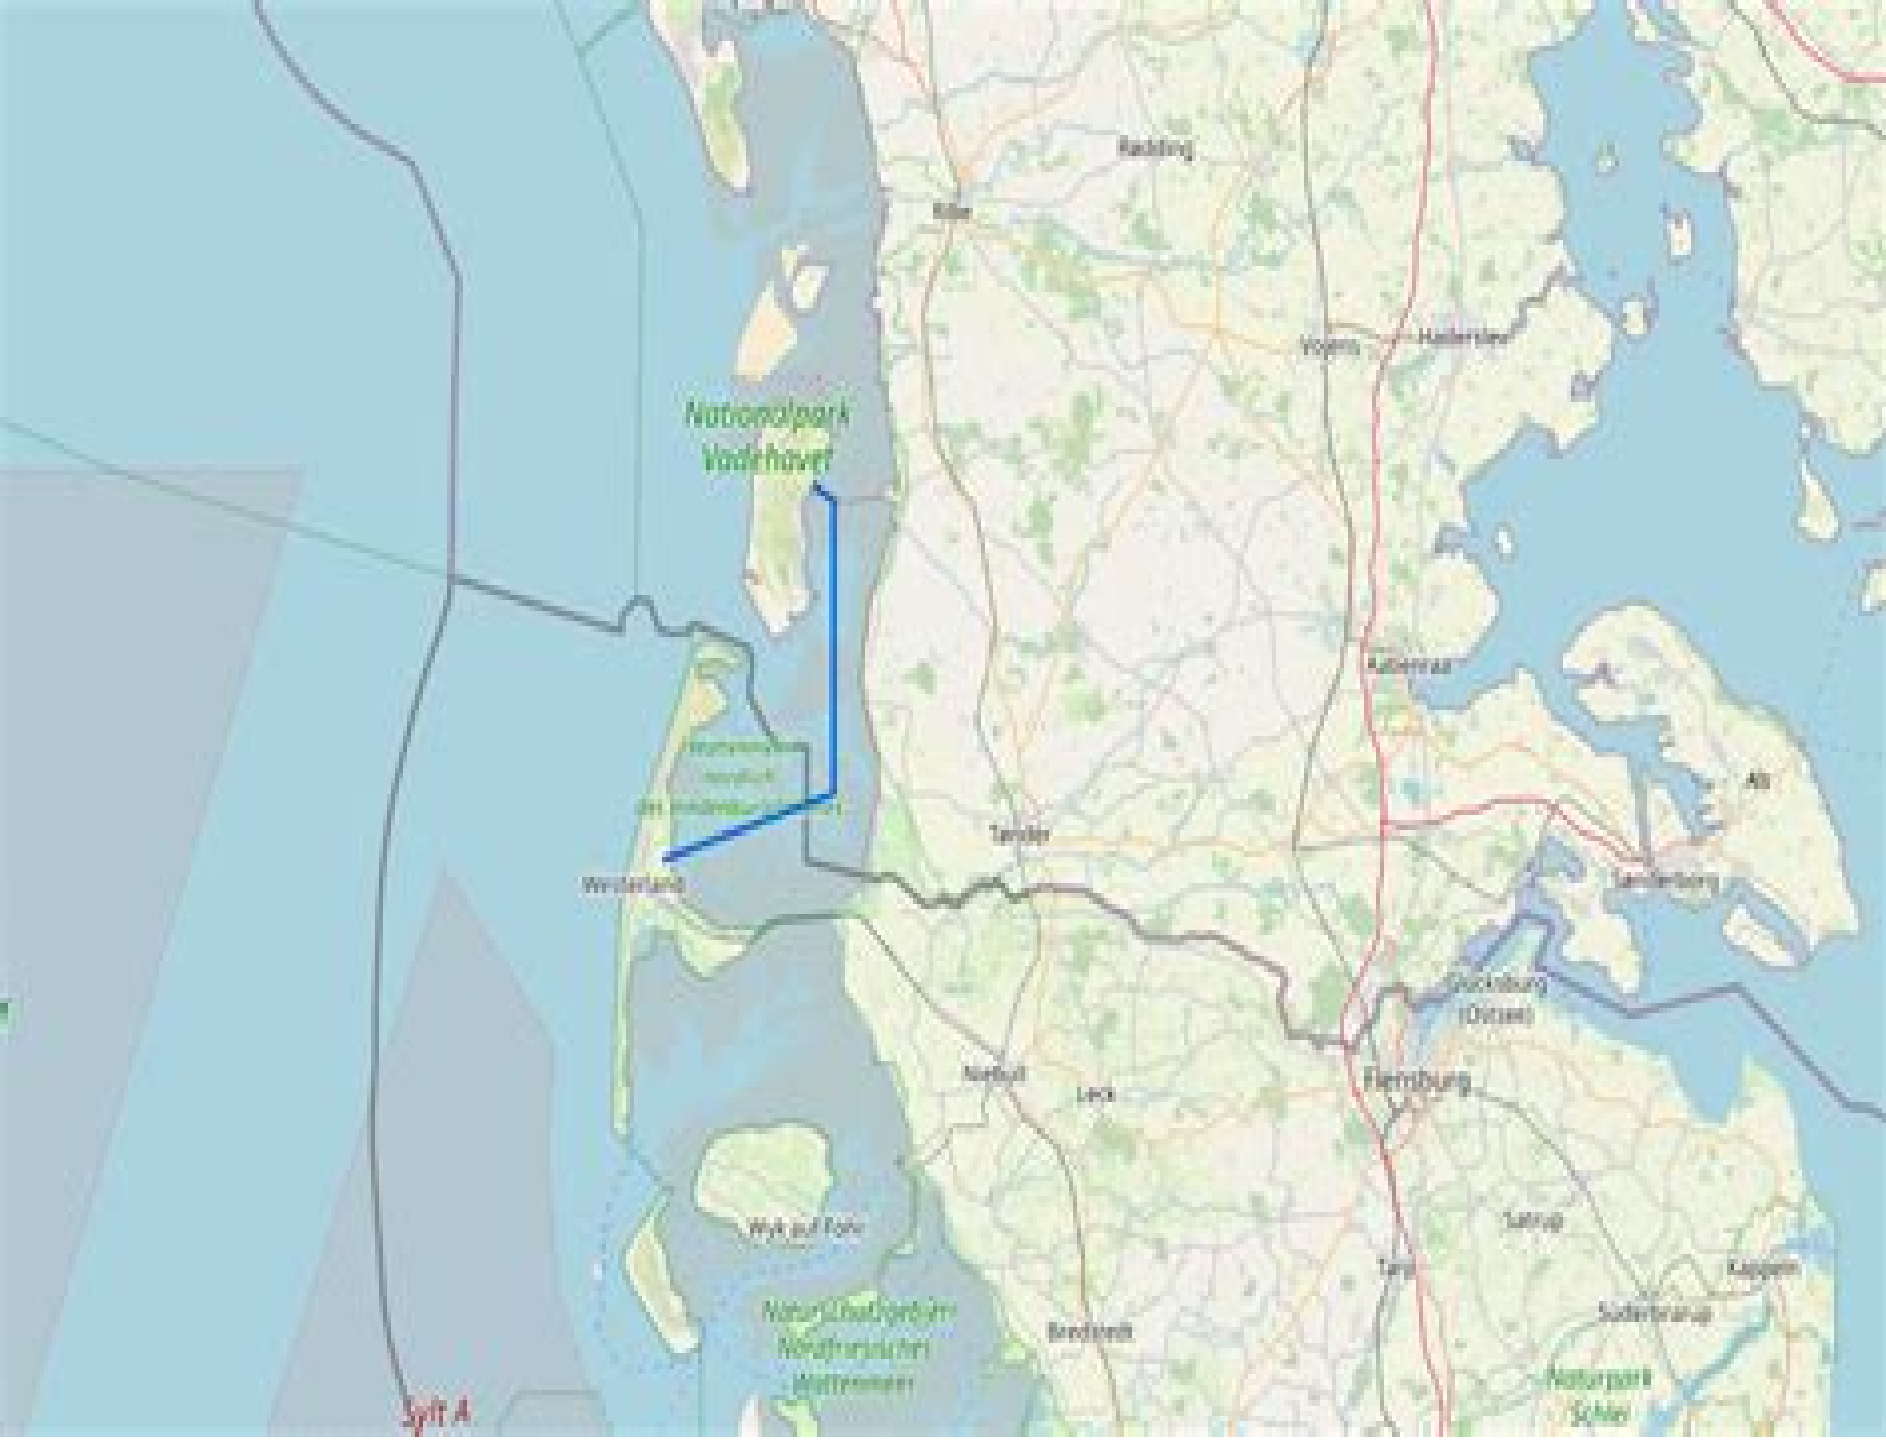 Rødding
Ribe
Vojens
Haderslev
Nationalpark
Vadehavet
Aabenraa
Als
Tønder
Westerland
Sønderborg
Glücksburg
(Ostsee)
Niebüll
Leck
Flensburg
Satrup
Wyk auf Föhr
Tarp
Kappeln
Süderbrarup
Naturschutzgebiet
Nordfriesisches
Wattenmeer
Bredstedt
Naturpark
Schlei
Sylt A